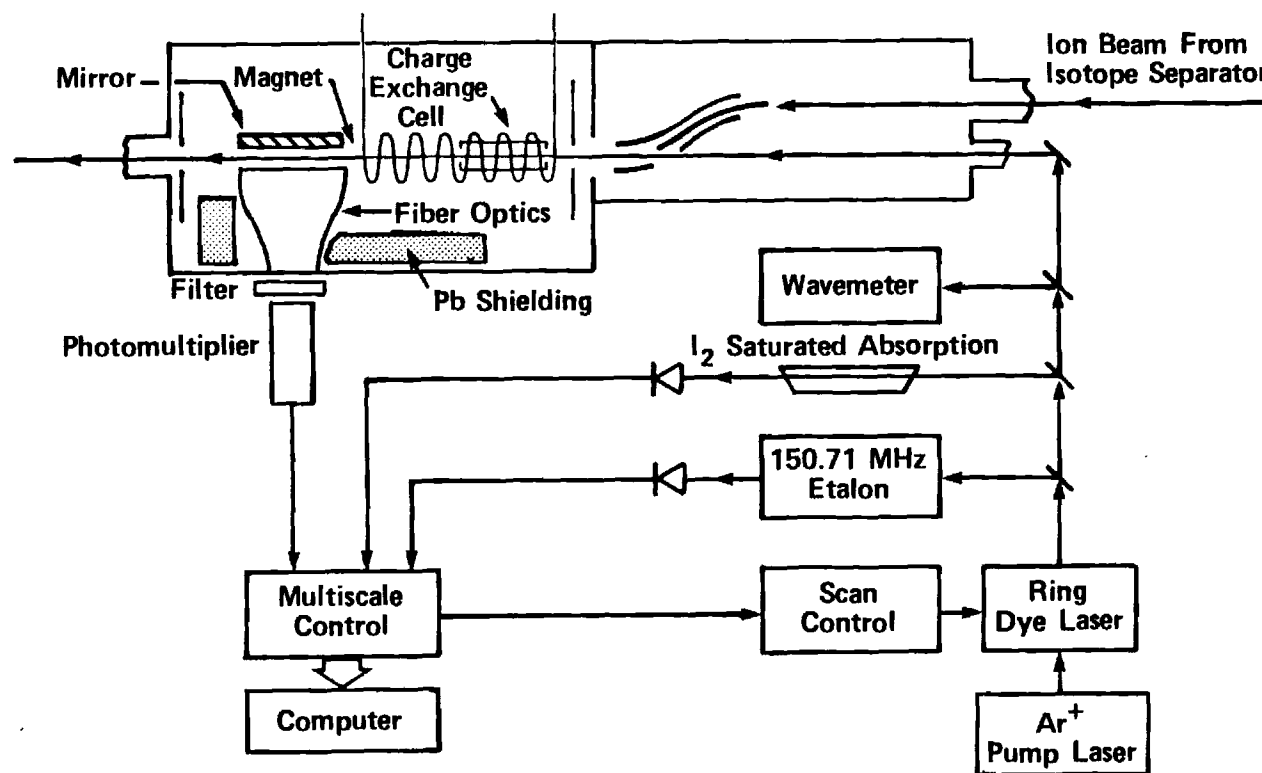 Ion Beam From
Isotope Separator
Charge
Exchange
Cell
Mirror
Magnet
Fiber Optics
Filter
Pb Shielding
Photomultiplier
Wavemeter
I2 Saturated Absorption
150.71 MHz
Etalon
Multiscale
Control
Scan
Control
Ring
Dye Laser
Computer
Ar+
Pump Laser